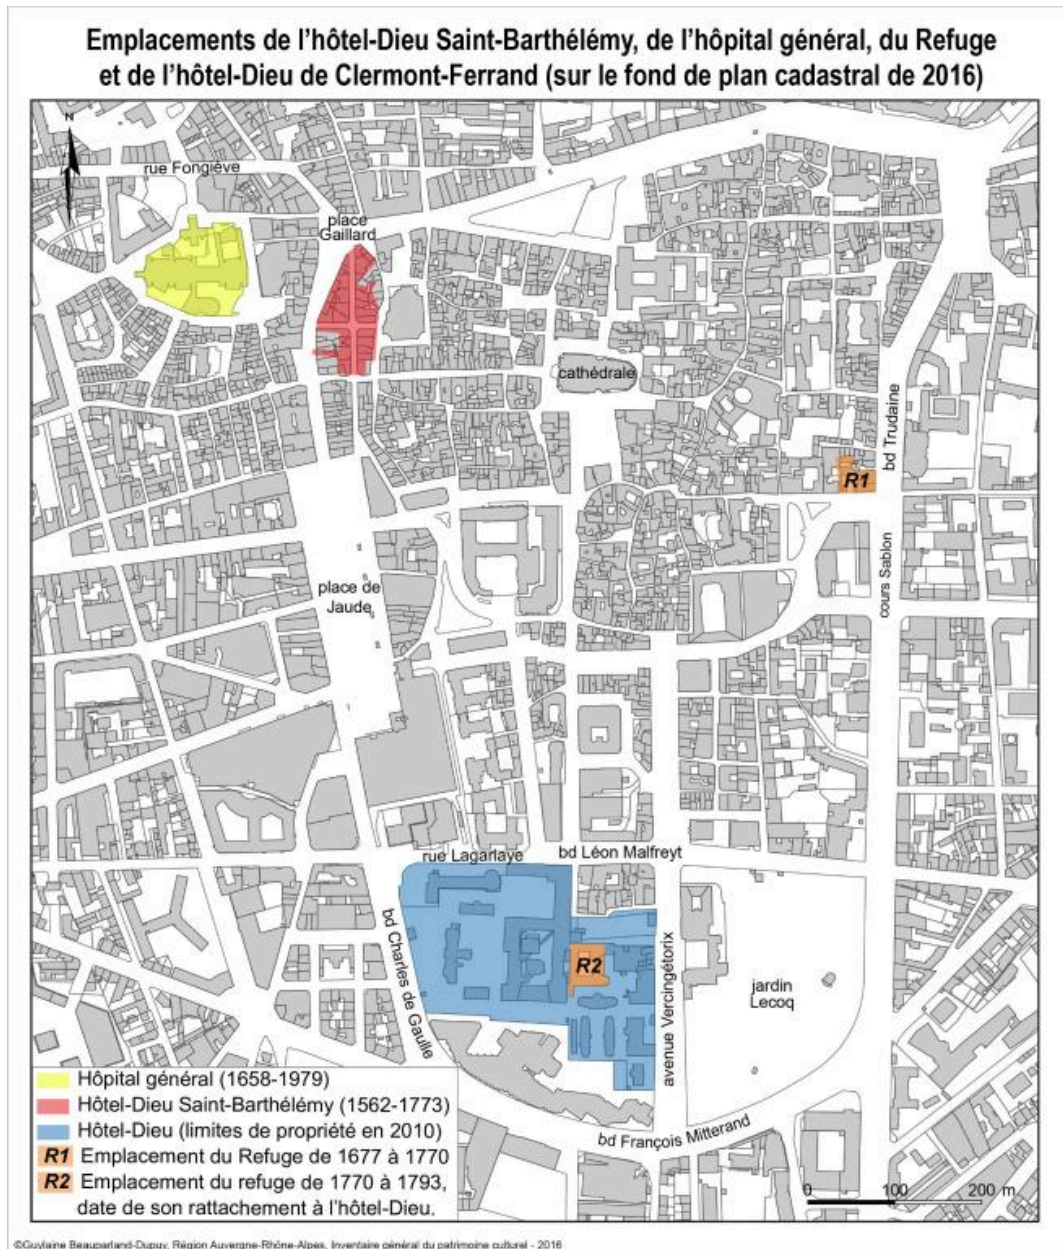 Emplacements de l'hôtel-Dieu Saint-Barthélémy, de l'hôpital général, du Refuge
et de l'hôtel-Dieu de Clermont-Ferrand (sur le fond de plan cadastral de 2016)
N
rue Fongiève
place
Gaillard
cathédrale
bd Trudaine
R1
cours Sablon
place de
Jaude
rue Lagarlaye
bd Léon Malfreyt
bd Charles de Gaulle
R2
avenue Vercingétorix
jardin
Lecoq
bd François Mitterand
Hôpital général (1658-1979)
Hôtel-Dieu Saint-Barthélémy (1562-1773)
Hôtel-Dieu (limites de propriété en 2010)
R1 Emplacement du Refuge de 1677 à 1770
R2 Emplacement du refuge de 1770 à 1793,
date de son rattachement à l'hôtel-Dieu.
0 100 200 m
©Guylaine Beauparland-Dupuy, Région Auvergne-Rhône-Alpes, Inventaire général du patrimoine culturel - 2016